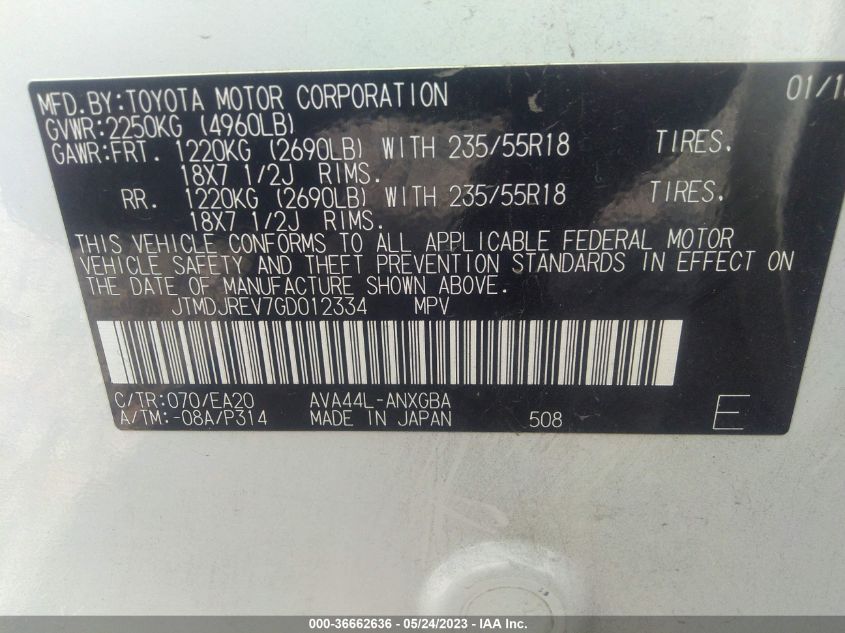 MFD.BY:TOYOTA MOTOR CORPORATION
GVWR:2250KG (4960LB)
GAWR:FRT. 1220KG (2690LB) WITH 235/55R18 TIRES.
18X7 1/2J RIMS.
RR. 1220KG (2690LB) WITH 235/55R18 TIRES.
18X7 1/2J RIMS.
THIS VEHICLE CONFORMS TO ALL APPLICABLE FEDERAL MOTOR
VEHICLE SAFETY AND THEFT PREVENTION STANDARDS IN EFFECT ON
THE DATE OF MANUFACTURE SHOWN ABOVE.
JTMDJREV7GD012334 MPV
C/TR:070/EA20 AVA44L-ANXGBA
A/TM:-08A/P314 MADE IN JAPAN 508 E
000-36662636 - 05/24/2023 - IAA Inc.